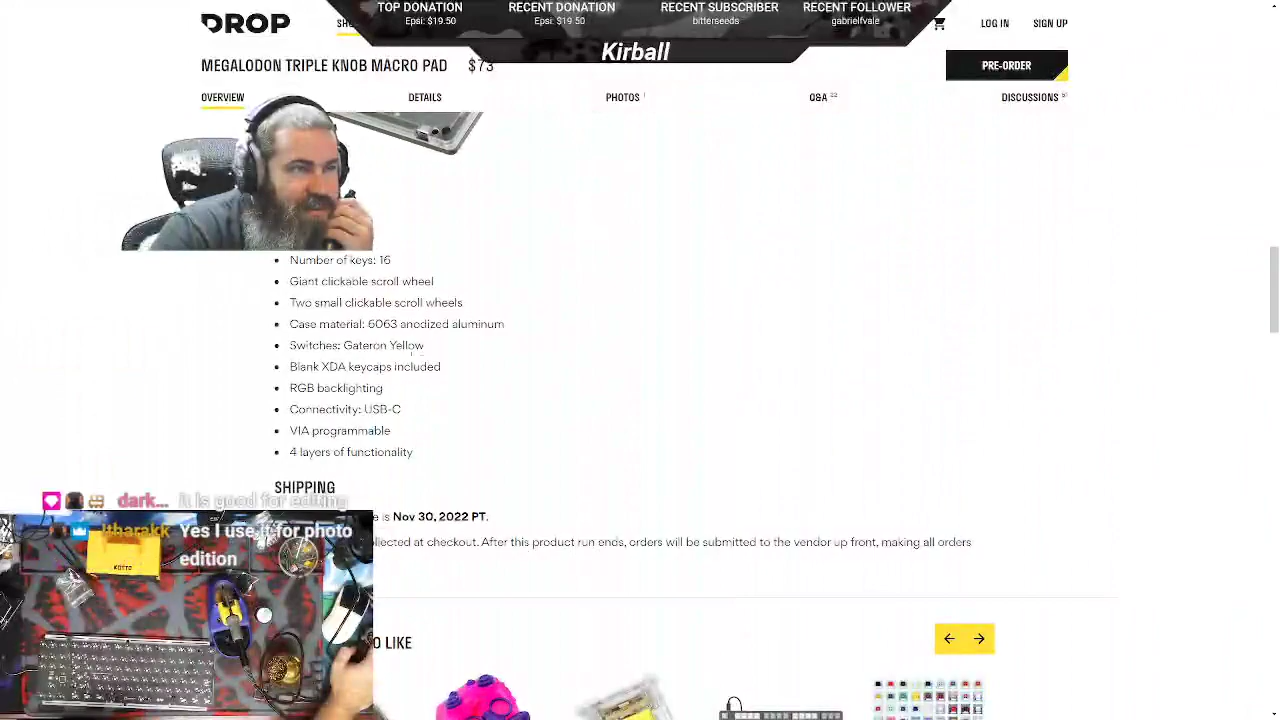 DROP
TOP DONATION
Epsi: $19.50
RECENT DONATION
Epsi: $19.50
RECENT SUBSCRIBER
bitterseeds
RECENT FOLLOWER
gabrielfvale
LOG IN
SIGN UP
Kirball
MEGALODON TRIPLE KNOB MACRO PAD
$73
PRE-ORDER
OVERVIEW
DETAILS
PHOTOS 1
Q&A 22
DISCUSSIONS
Number of keys: 16
Giant clickable scroll wheel
Two small clickable scroll wheels
Case material: 6063 anodized aluminum
Switches: Gateron Yellow
Blank XDA keycaps included
RGB backlighting
Connectivity: USB-C
VIA programmable
4 layers of functionality
SHIPPING
dark... it is good for editing
is Nov 30, 2022 PT.
Itharakk Yes I use it for photo
edition
at checkout. After this product run ends, orders will be submitted to the vendor up front, making all orders
LIKE